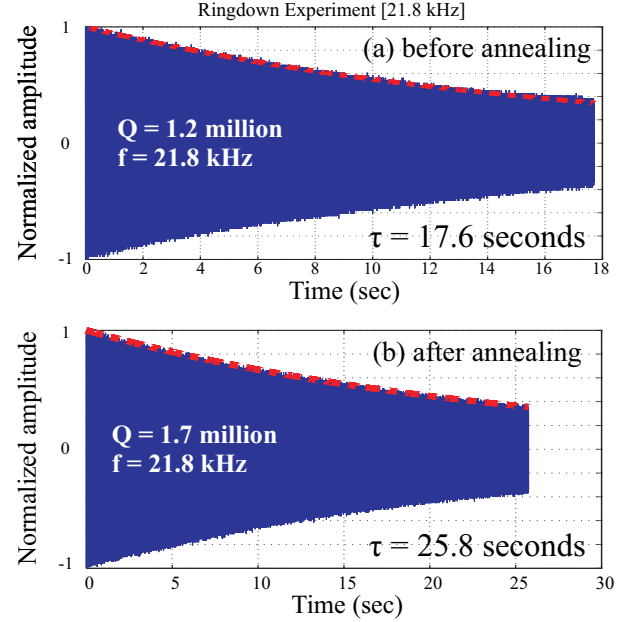 Ringdown Experiment [21.8 kHz]
(a) before annealing
Normalized amplitude
1
0
-1
Q = 1.2 million
f = 21.8 kHz
τ = 17.6 seconds
0 2 4 6 8 10 12 14 16 18
Time (sec)
(b) after annealing
Normalized amplitude
1
0
-1
Q = 1.7 million
f = 21.8 kHz
τ = 25.8 seconds
0 5 10 15 20 25 30
Time (sec)